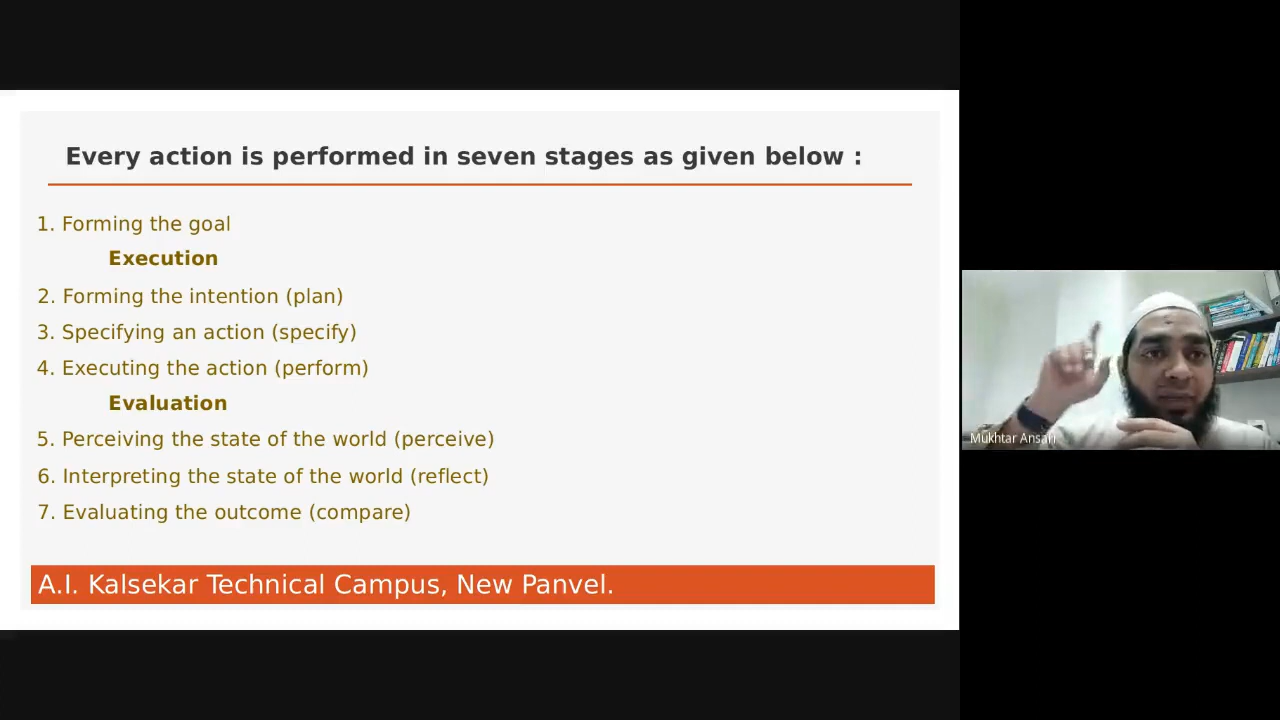 Every action is performed in seven stages as given below :
1. Forming the goal
Execution
2. Forming the intention (plan)
3. Specifying an action (specify)
4. Executing the action (perform)
Evaluation
5. Perceiving the state of the world (perceive)
6. Interpreting the state of the world (reflect)
7. Evaluating the outcome (compare)
A.I. Kalsekar Technical Campus, New Panvel.
Mukhtar Ansari